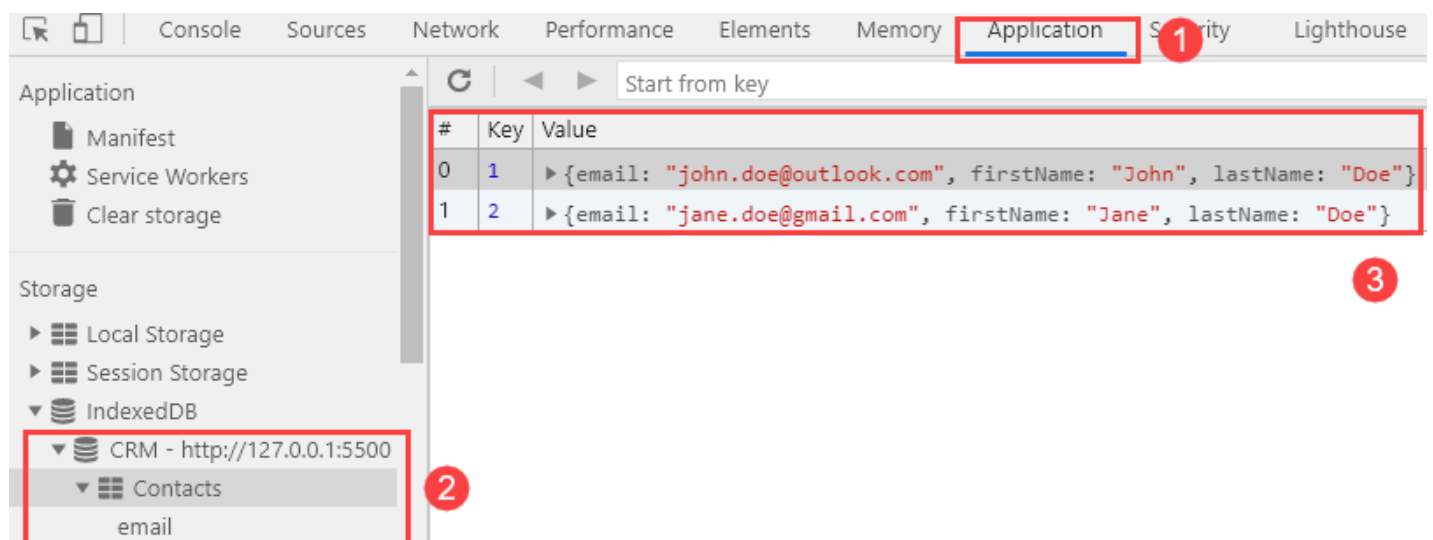 Console Sources Network Performance Elements Memory Application S rity Lighthouse
1
Application
Start from key
Manifest
Service Workers
Clear storage
# Key Value
0 1 {email: "john.doe@outlook.com", firstName: "John", lastName: "Doe"}
1 2 {email: "jane.doe@gmail.com", firstName: "Jane", lastName: "Doe"}
3
Storage
Local Storage
Session Storage
IndexedDB
CRM - http://127.0.0.1:5500
Contacts
2
email